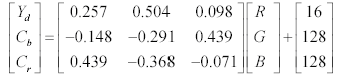 [Y_d] = [0.257 0.504 0.098] [R] + [16]
[C_b] = [−0.148 −0.291 0.439] [G] + [128]
[C_r] = [0.439 −0.368 −0.071] [B] + [128]